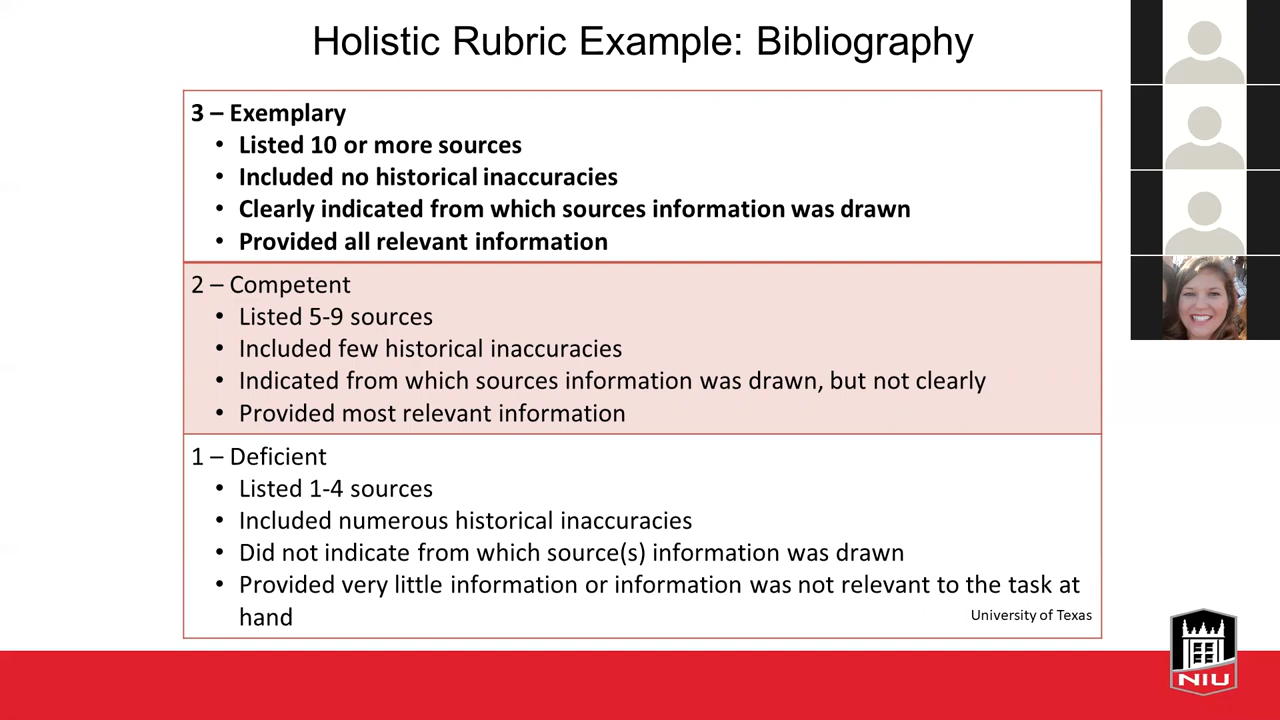 Holistic Rubric Example: Bibliography
3 – Exemplary
• Listed 10 or more sources
• Included no historical inaccuracies
• Clearly indicated from which sources information was drawn
• Provided all relevant information
2 – Competent
• Listed 5-9 sources
• Included few historical inaccuracies
• Indicated from which sources information was drawn, but not clearly
• Provided most relevant information
1 – Deficient
• Listed 1-4 sources
• Included numerous historical inaccuracies
• Did not indicate from which source(s) information was drawn
• Provided very little information or information was not relevant to the task at
hand
University of Texas
NIU